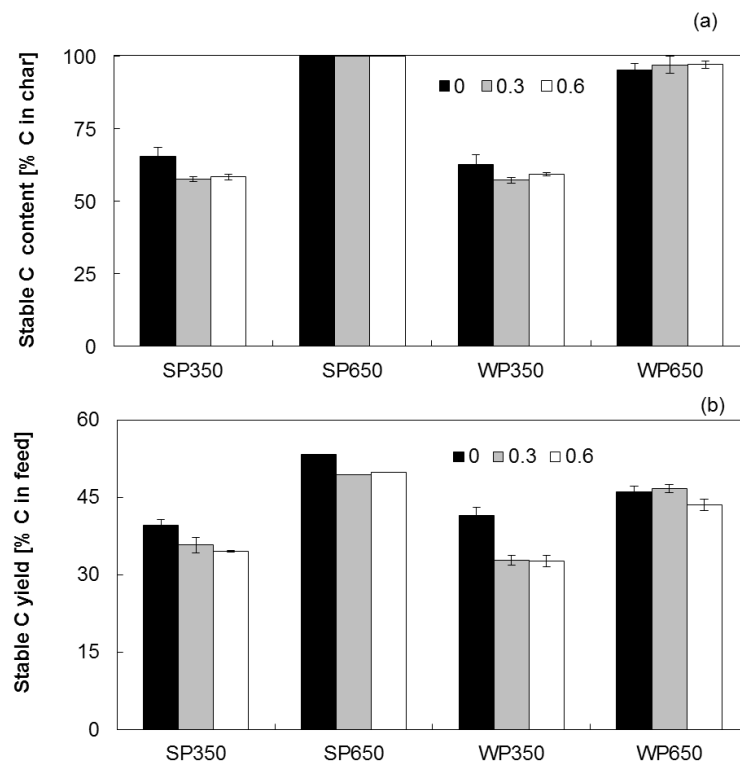 (a)
Stable C content [% C in char]
100
75
50
25
0
0 0.3 0.6
SP350 SP650 WP350 WP650
(b)
Stable C yield [% C in feed]
60
45
30
15
0
0 0.3 0.6
SP350 SP650 WP350 WP650